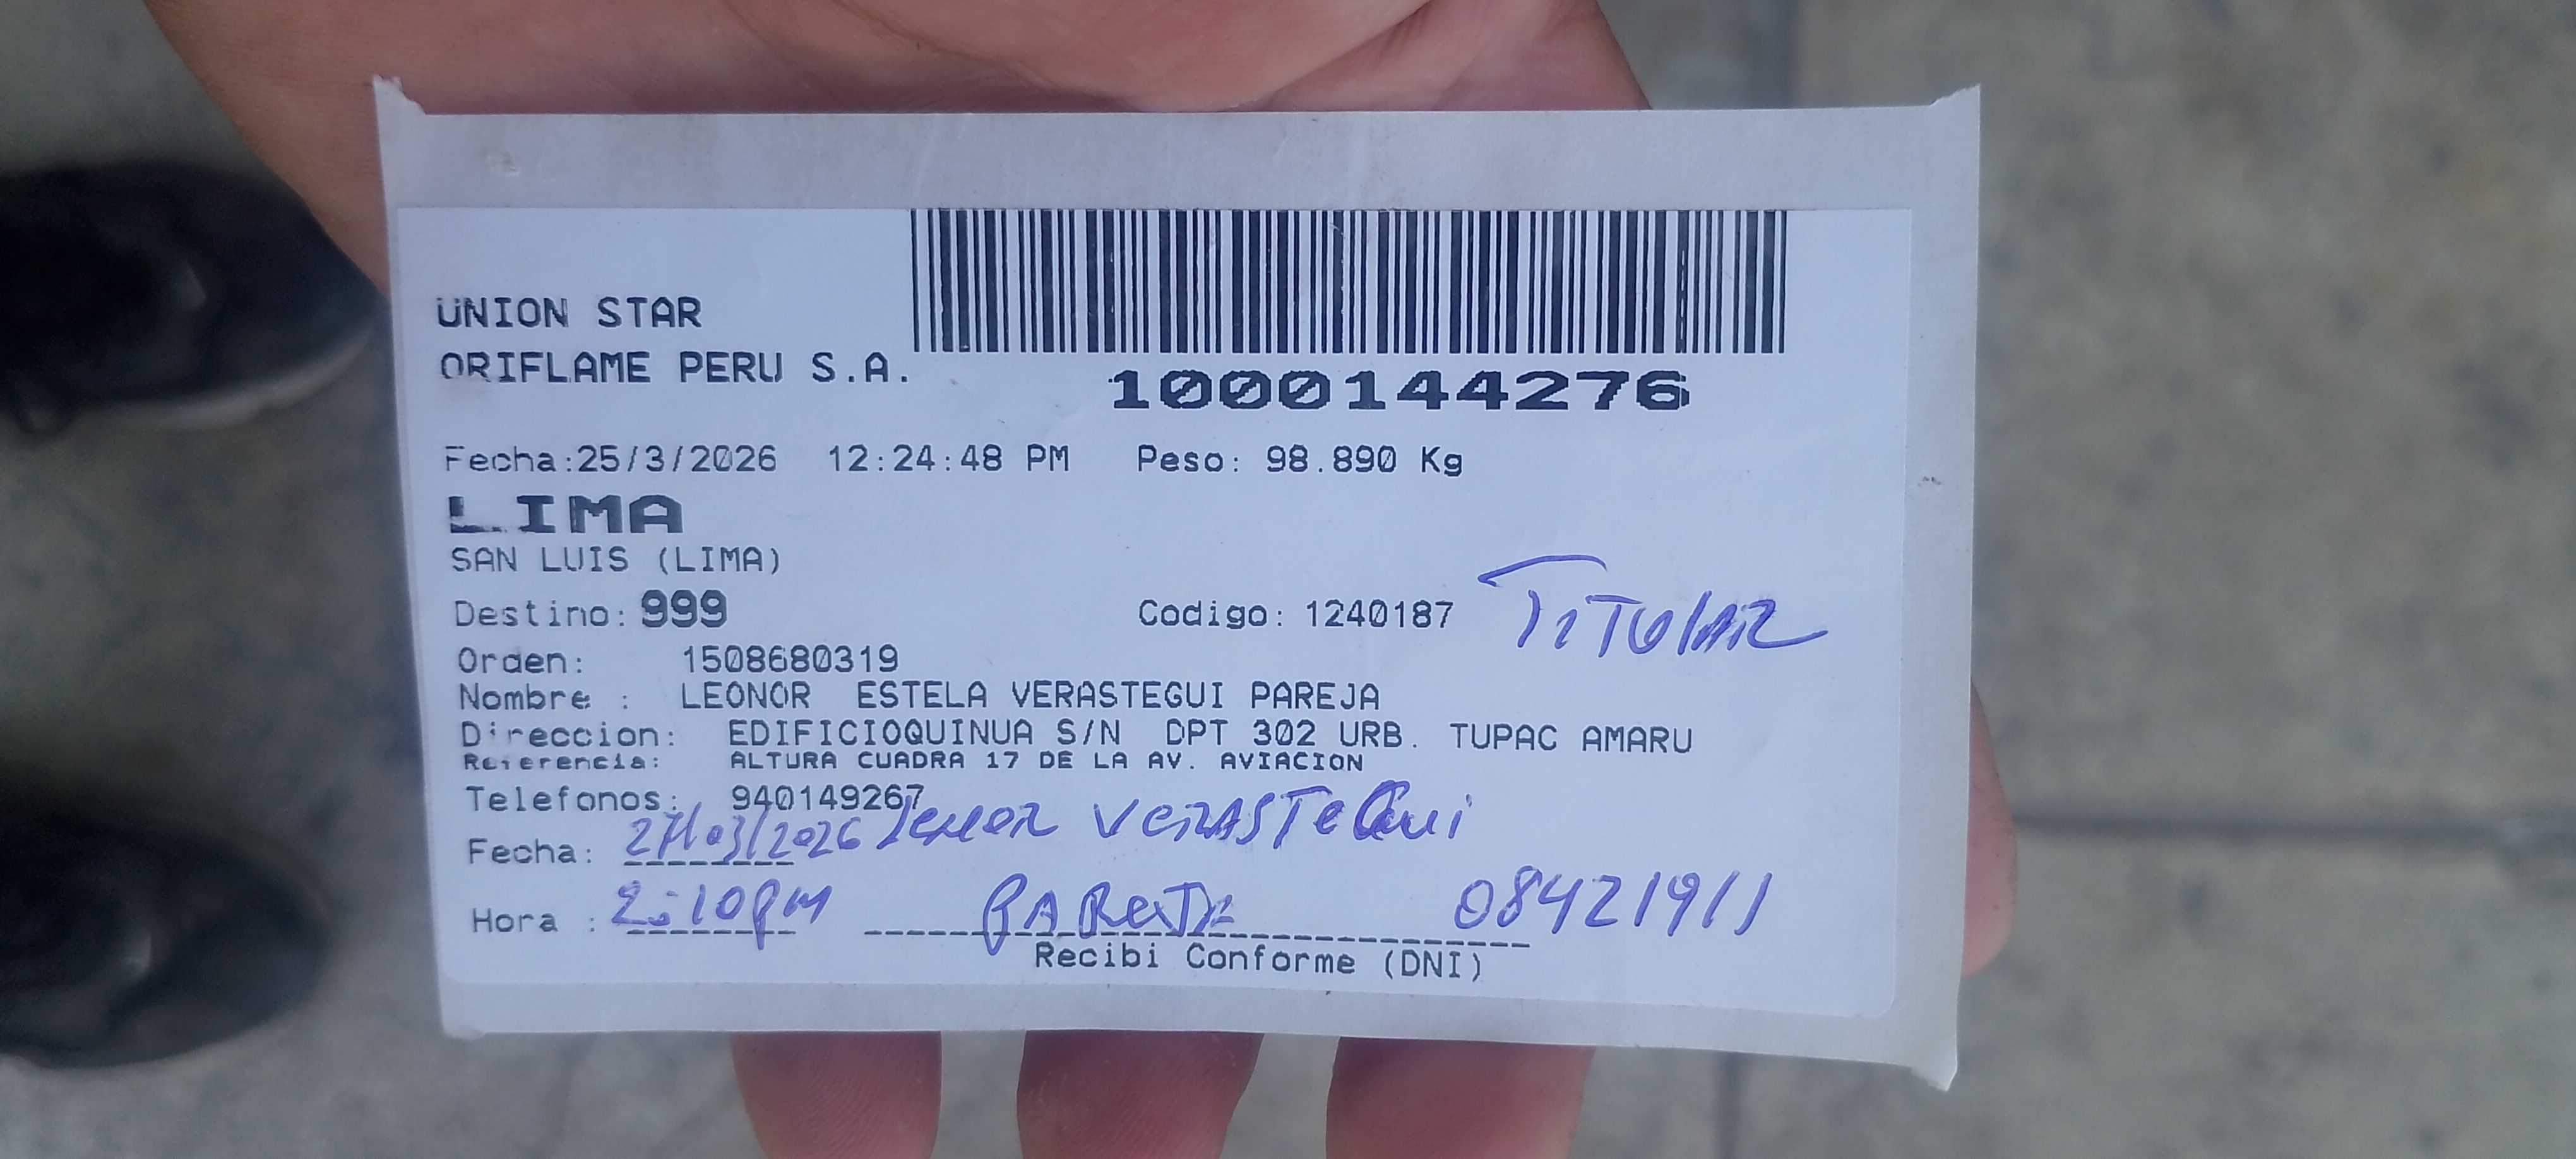 UNION STAR
ORIFLAME PERU S.A.
1000144276
Fecha:25/3/2026 12:24:48 PM Peso: 98.890 Kg
LIMA
SAN LUIS (LIMA)
Destino: 999 Codigo: 1240187 TiTUlAR
Orden: 1508680319
Nombre : LEONOR ESTELA VERASTEGUI PAREJA
Direccion: EDIFICIOQUINUA S/N DPT 302 URB. TUPAC AMARU
Referencia: ALTURA CUADRA 17 DE LA AV. AVIACION
Telefonos: 940149267
Fecha: 27/03/2026 leNoR VeRASTeGui
Hora : 2:10pm PAReJA 08421911
Recibi Conforme (DNI)